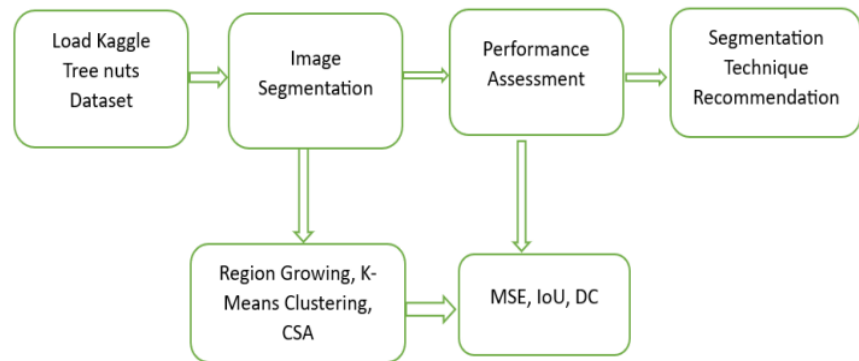 Load Kaggle
Tree nuts
Dataset
Image
Segmentation
Performance
Assessment
Segmentation
Technique
Recommendation
Region Growing, K-
Means Clustering,
CSA
MSE, IoU, DC